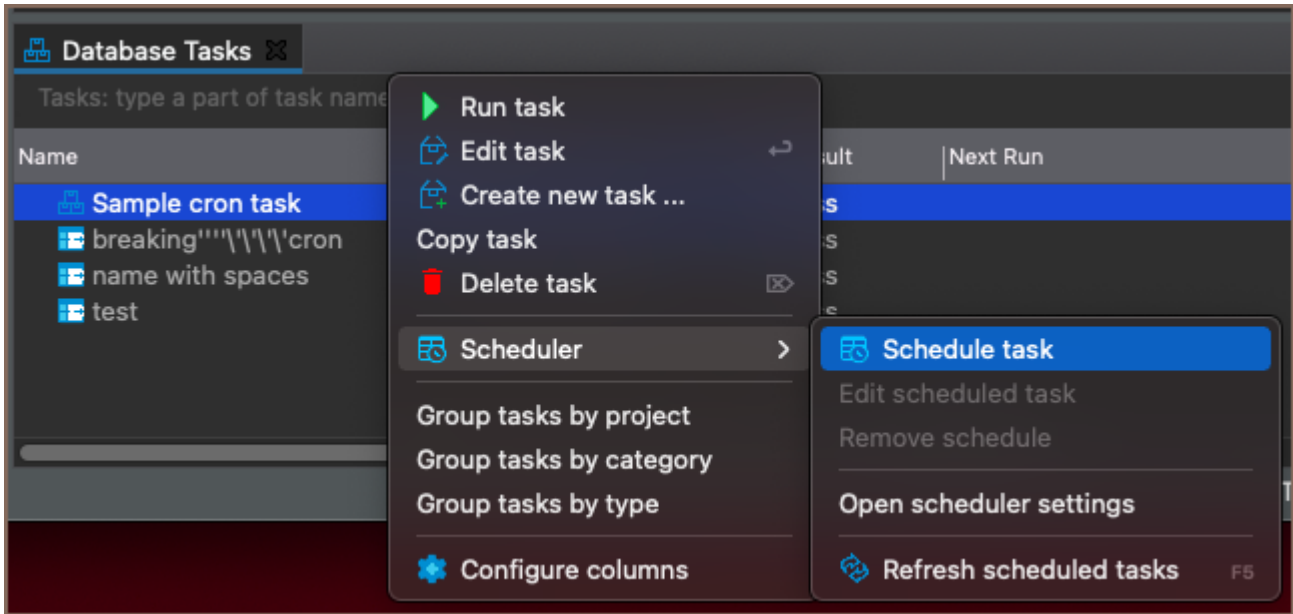 Database Tasks
Tasks: type a part of task name
Name
Next Run
Sample cron task
breaking''''\'\'\'\'cron
name with spaces
test
Run task
Edit task
Create new task ...
Copy task
Delete task
Scheduler
Group tasks by project
Group tasks by category
Group tasks by type
Configure columns
Schedule task
Edit scheduled task
Remove schedule
Open scheduler settings
Refresh scheduled tasks F5